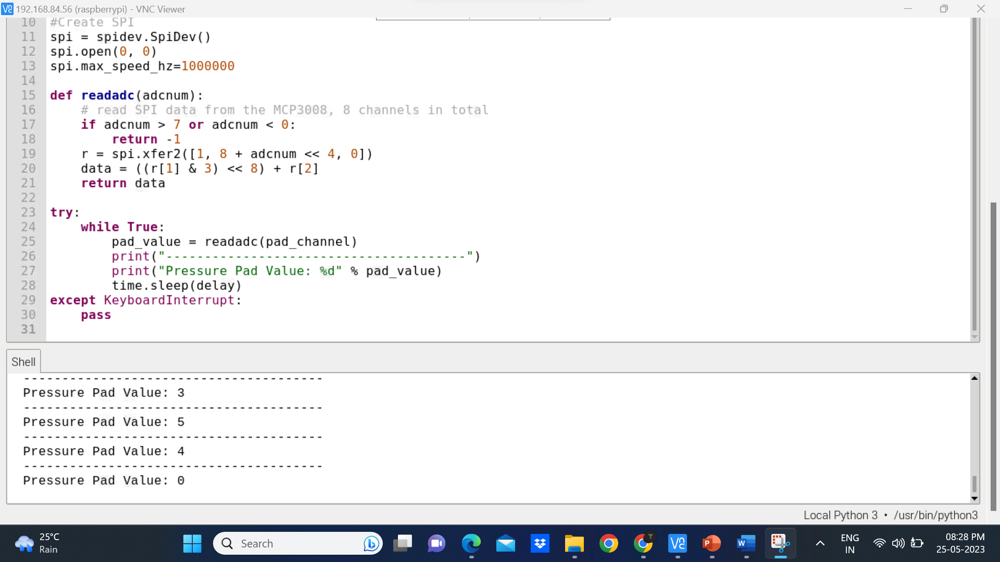 192.168.84.56 (raspberrypi) - VNC Viewer
10 #Create SPI
11 spi = spidev.SpiDev()
12 spi.open(0, 0)
13 spi.max_speed_hz=1000000
14
15 def readadc(adcnum):
16     # read SPI data from the MCP3008, 8 channels in total
17     if adcnum > 7 or adcnum < 0:
18         return -1
19     r = spi.xfer2([1, 8 + adcnum << 4, 0])
20     data = ((r[1] & 3) << 8) + r[2]
21     return data
22
23 try:
24     while True:
25         pad_value = readadc(pad_channel)
26         print("---------------------------------------")
27         print("Pressure Pad Value: %d" % pad_value)
28         time.sleep(delay)
29 except KeyboardInterrupt:
30     pass
31
Shell
---------------------------------------
Pressure Pad Value: 3
---------------------------------------
Pressure Pad Value: 5
---------------------------------------
Pressure Pad Value: 4
---------------------------------------
Pressure Pad Value: 0
Local Python 3 • /usr/bin/python3
25°C
Rain
Search
ENG
IN
08:28 PM
25-05-2023